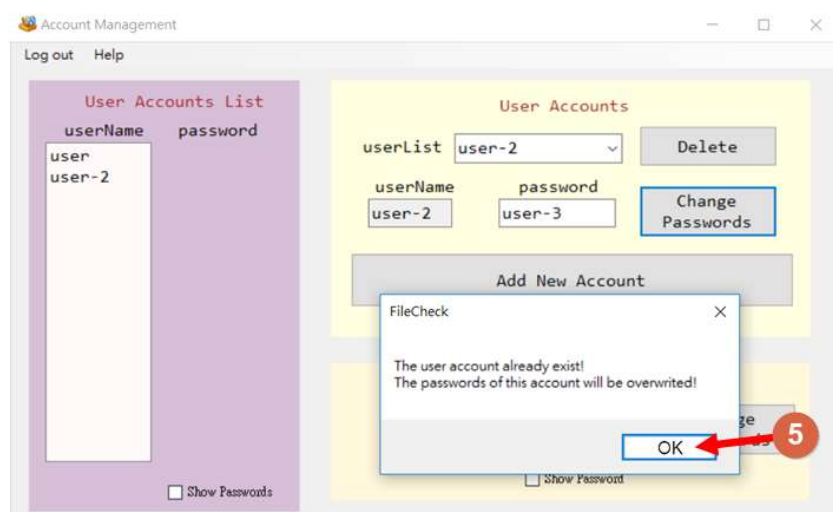 Account Management
Log out Help
User Accounts List
userName password
user
user-2
Show Passwords
User Accounts
userList user-2 Delete
userName password
user-2 user-3 Change Passwords
Add New Account
FileCheck
The user account already exist!
The passwords of this account will be overwrited!
OK
5
Show Password